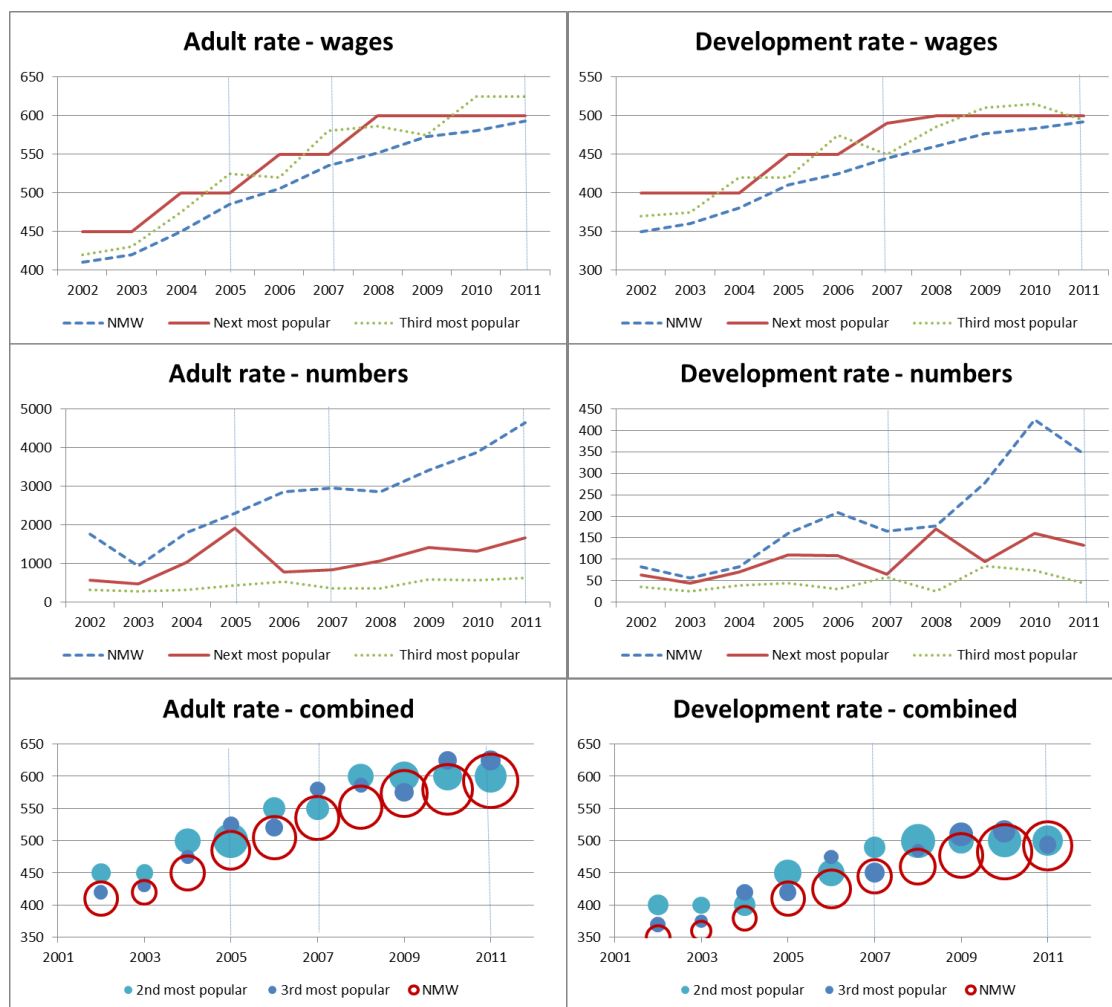 Adult rate - wages
650
600
550
500
450
400
2002 2003 2004 2005 2006 2007 2008 2009 2010 2011
NMW Next most popular Third most popular
Development rate - wages
550
500
450
400
350
300
2002 2003 2004 2005 2006 2007 2008 2009 2010 2011
NMW Next most popular Third most popular
Adult rate - numbers
5000
4000
3000
2000
1000
0
2002 2003 2004 2005 2006 2007 2008 2009 2010 2011
NMW Next most popular Third most popular
Development rate - numbers
450
400
350
300
250
200
150
100
50
0
2002 2003 2004 2005 2006 2007 2008 2009 2010 2011
NMW Next most popular Third most popular
Adult rate - combined
650
600
550
500
450
400
350
2001 2003 2005 2007 2009 2011
2nd most popular 3rd most popular NMW
Development rate - combined
650
600
550
500
450
400
350
2001 2003 2005 2007 2009 2011
2nd most popular 3rd most popular NMW